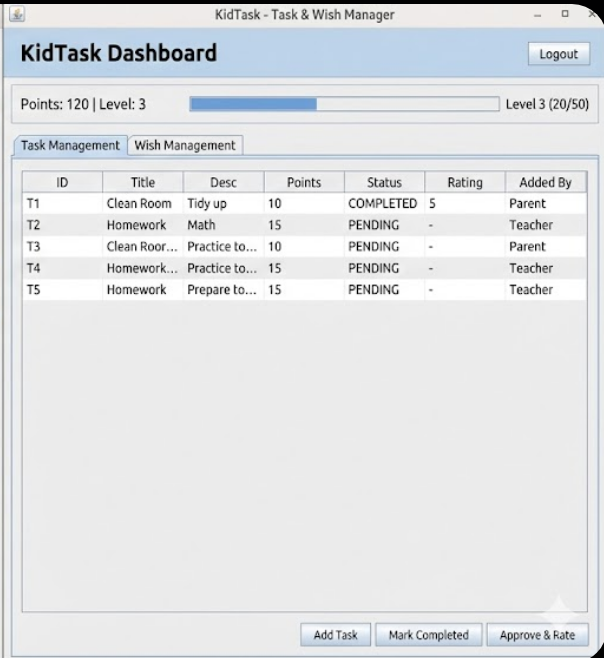 KidTask - Task & Wish Manager
KidTask Dashboard
Logout
Points: 120 | Level: 3
Level 3 (20/50)
Task Management Wish Management
ID Title Desc Points Status Rating Added By
T1 Clean Room Tidy up 10 COMPLETED 5 Parent
T2 Homework Math 15 PENDING - Teacher
T3 Clean Roor... Practice to... 10 PENDING - Parent
T4 Homework... Practice to... 15 PENDING - Teacher
T5 Homework Prepare to... 15 PENDING - Teacher
Add Task Mark Completed Approve & Rate